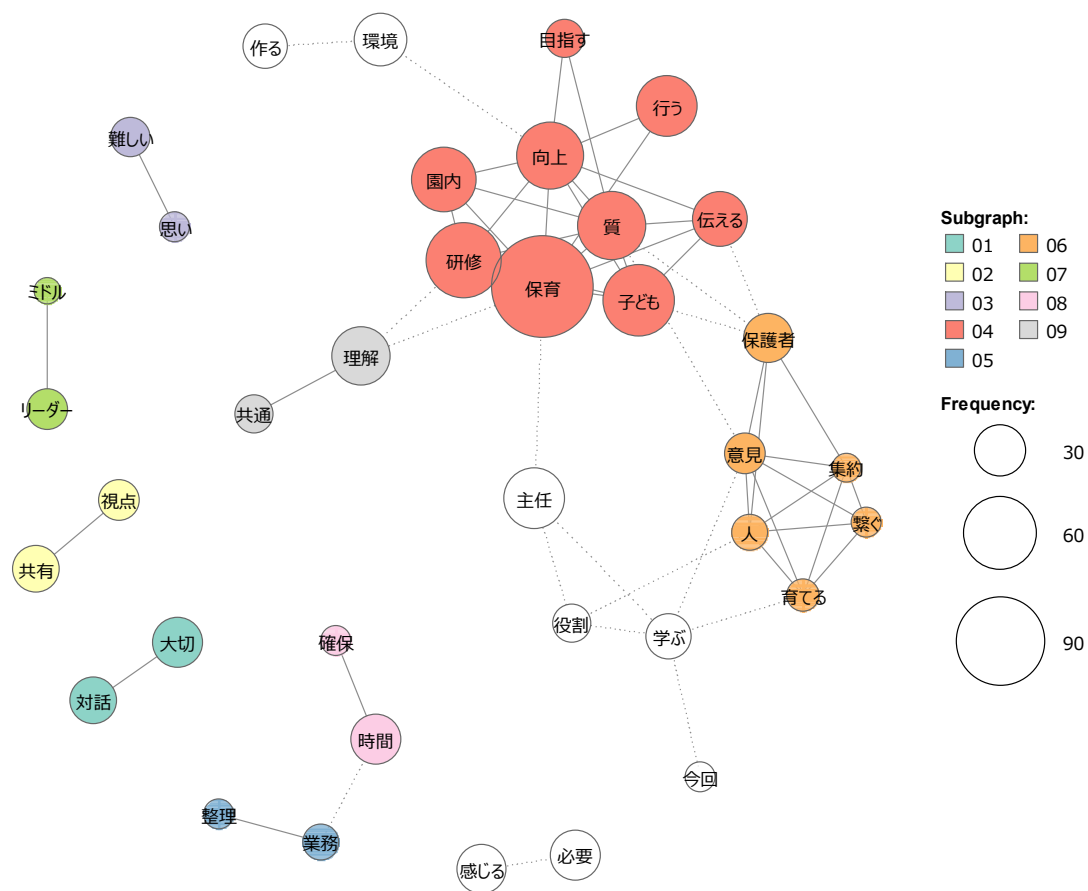 目指す
環境
作る
行う
難しい
向上
園内
思い
質
伝える
研修
保育
子ども
ミドル
保護者
理解
リーダー
共通
意見
集約
視点
主任
繋ぐ
人
共有
育てる
役割
学ぶ
大切
確保
対話
時間
今回
整理
業務
感じる
必要
Subgraph:
01
02
03
04
05
06
07
08
09
Frequency:
30
60
90